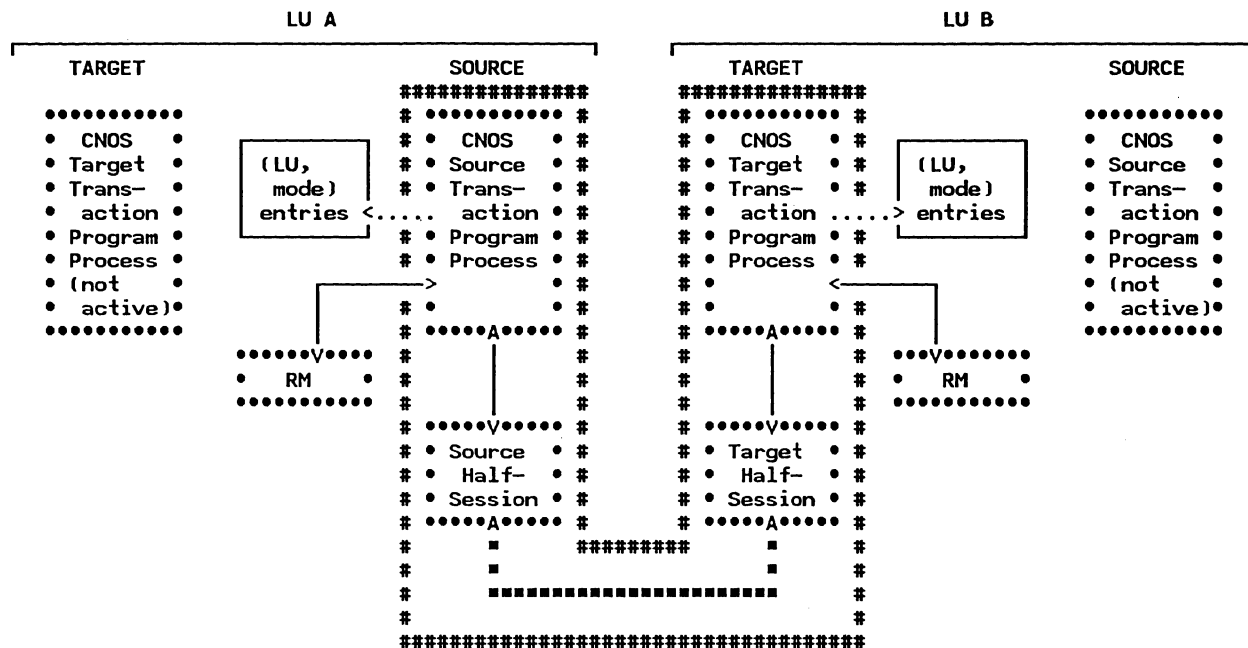 LU A LU B
TARGET SOURCE TARGET SOURCE
CNOS CNOS CNOS CNOS
Target (LU, Source Target (LU, Source
Trans- mode) Trans- Trans- mode) Trans-
action entries action action entries action
Program Program Program Program
Process Process Process Process
(not (not
active) active)
RM RM
Source Target
Half- Half-
Session Session